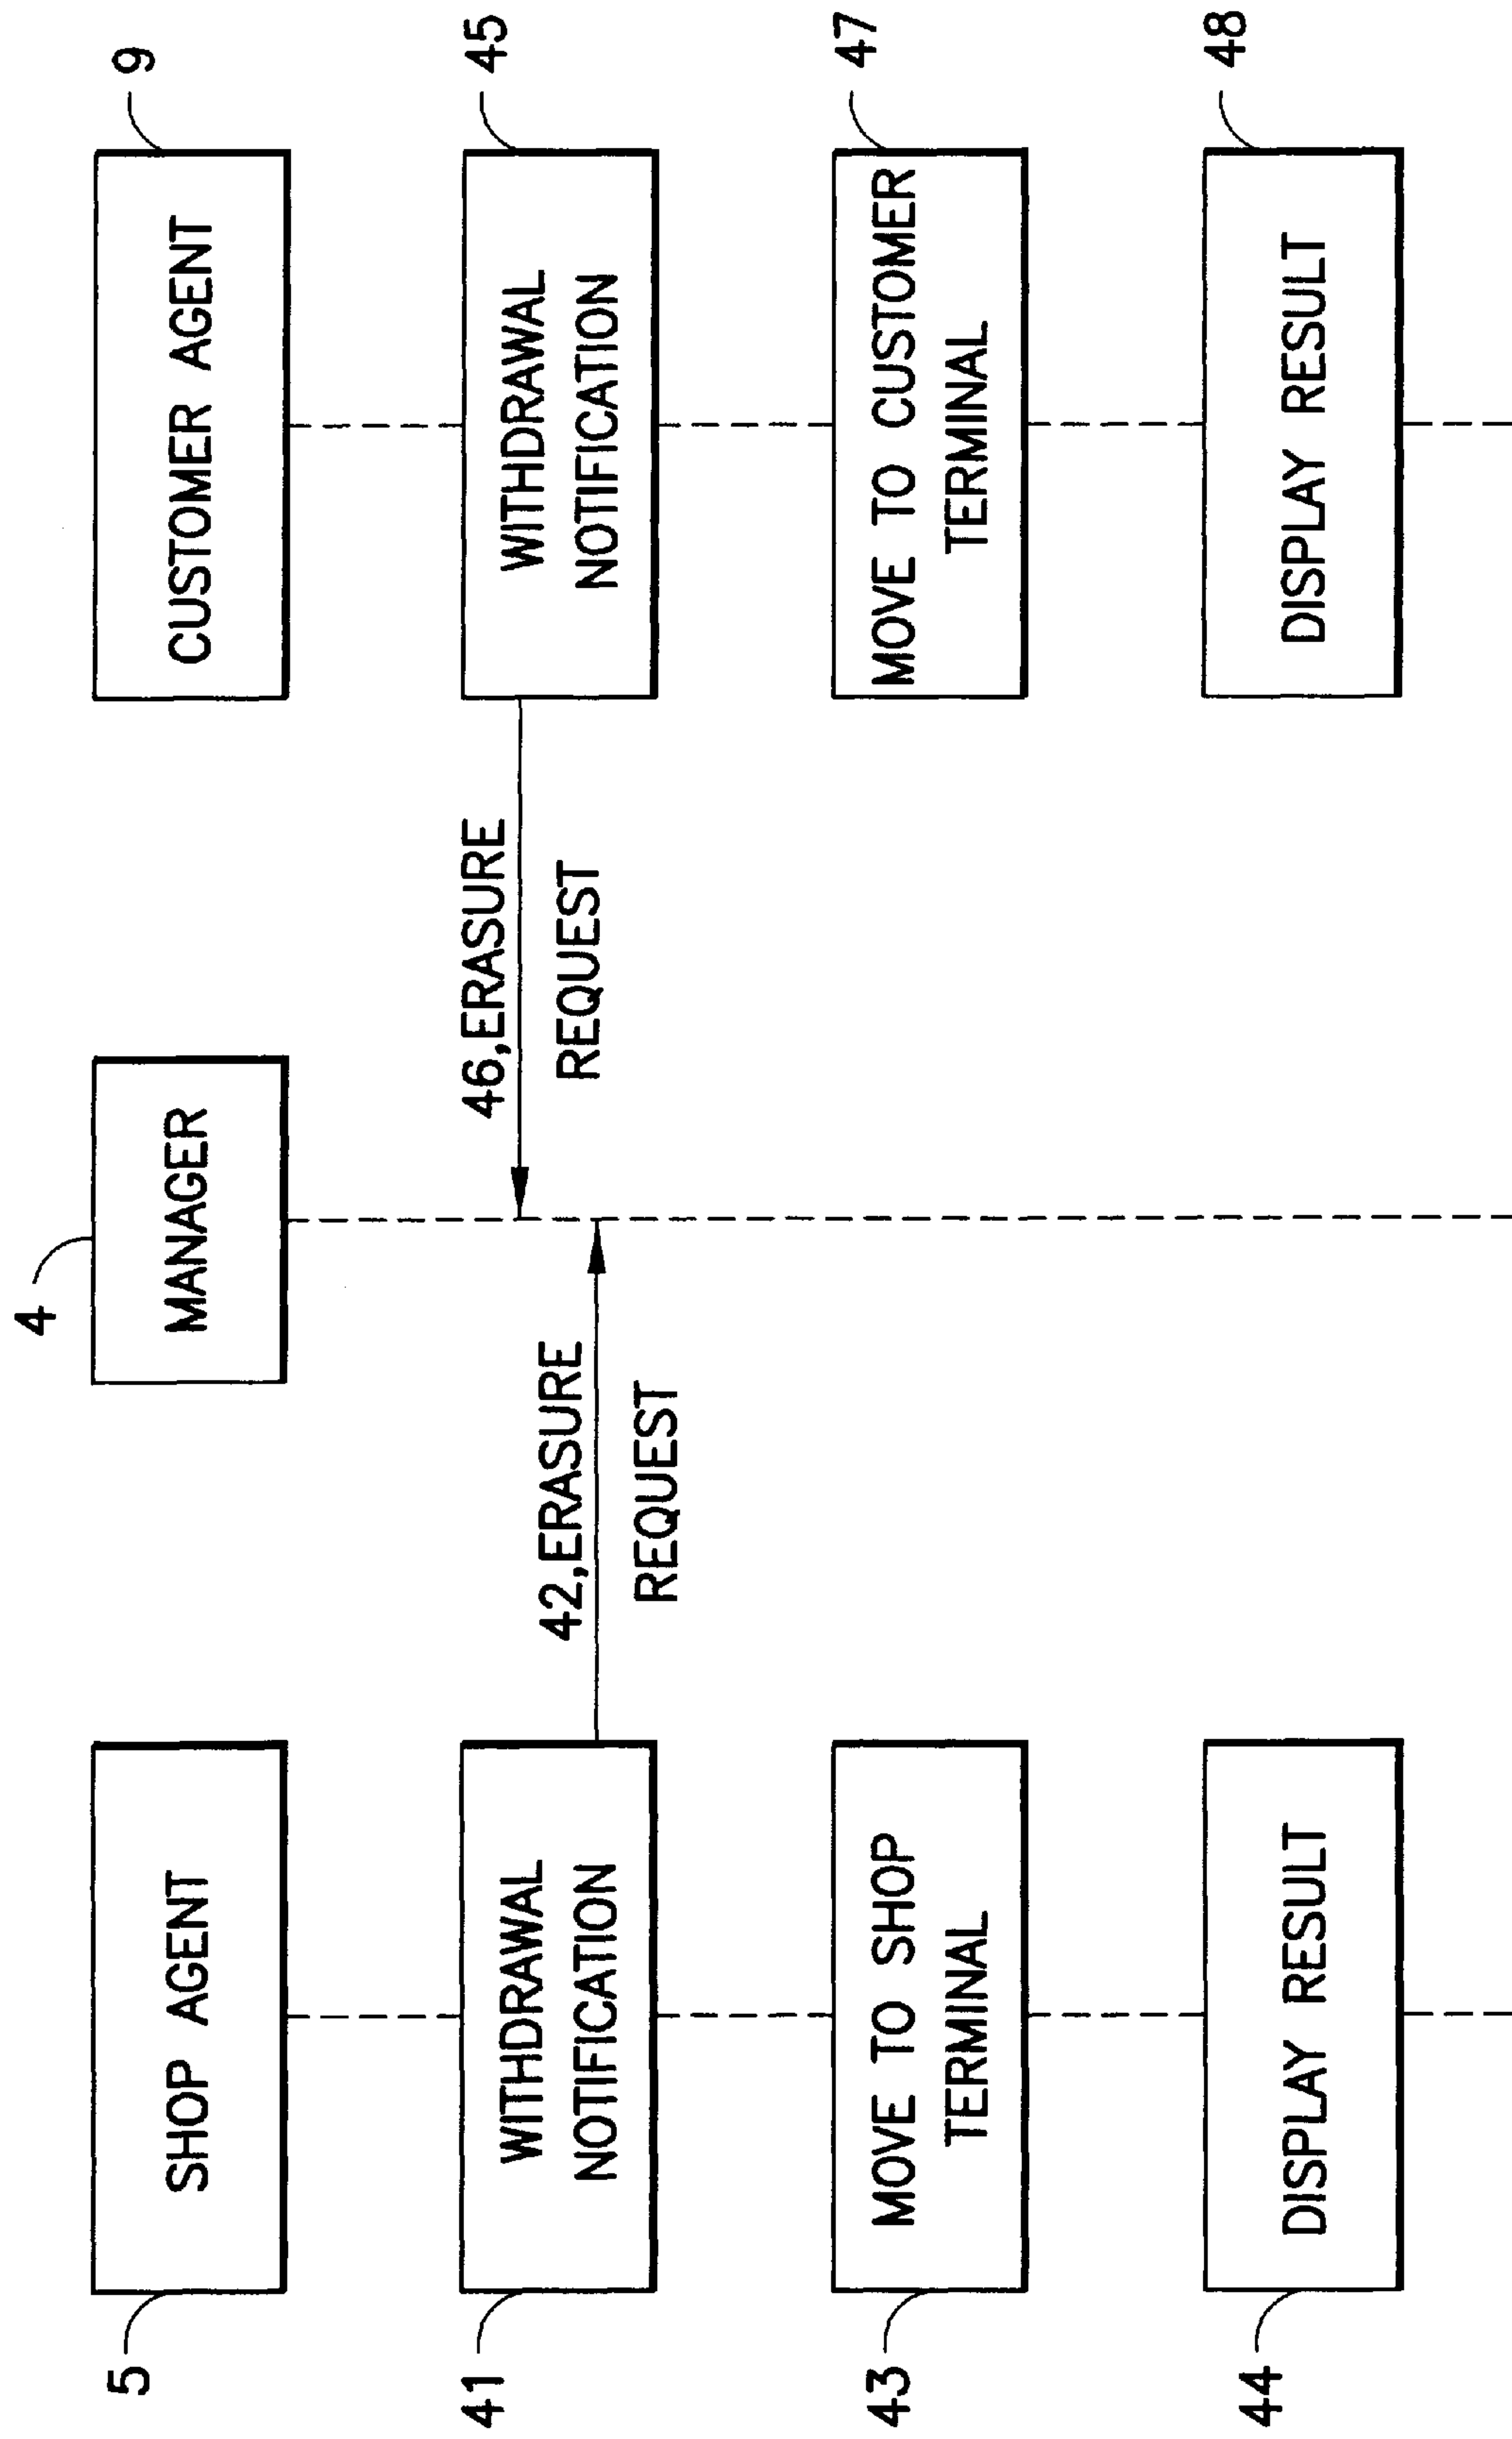 4
5
SHOP AGENT
MANAGER
CUSTOMER AGENT
9
41
WITHDRAWAL
NOTIFICATION
42,ERASURE
REQUEST
46,ERASURE
REQUEST
WITHDRAWAL
NOTIFICATION
45
43
MOVE TO SHOP
TERMINAL
MOVE TO CUSTOMER
TERMINAL
47
44
DISPLAY RESULT
DISPLAY RESULT
48